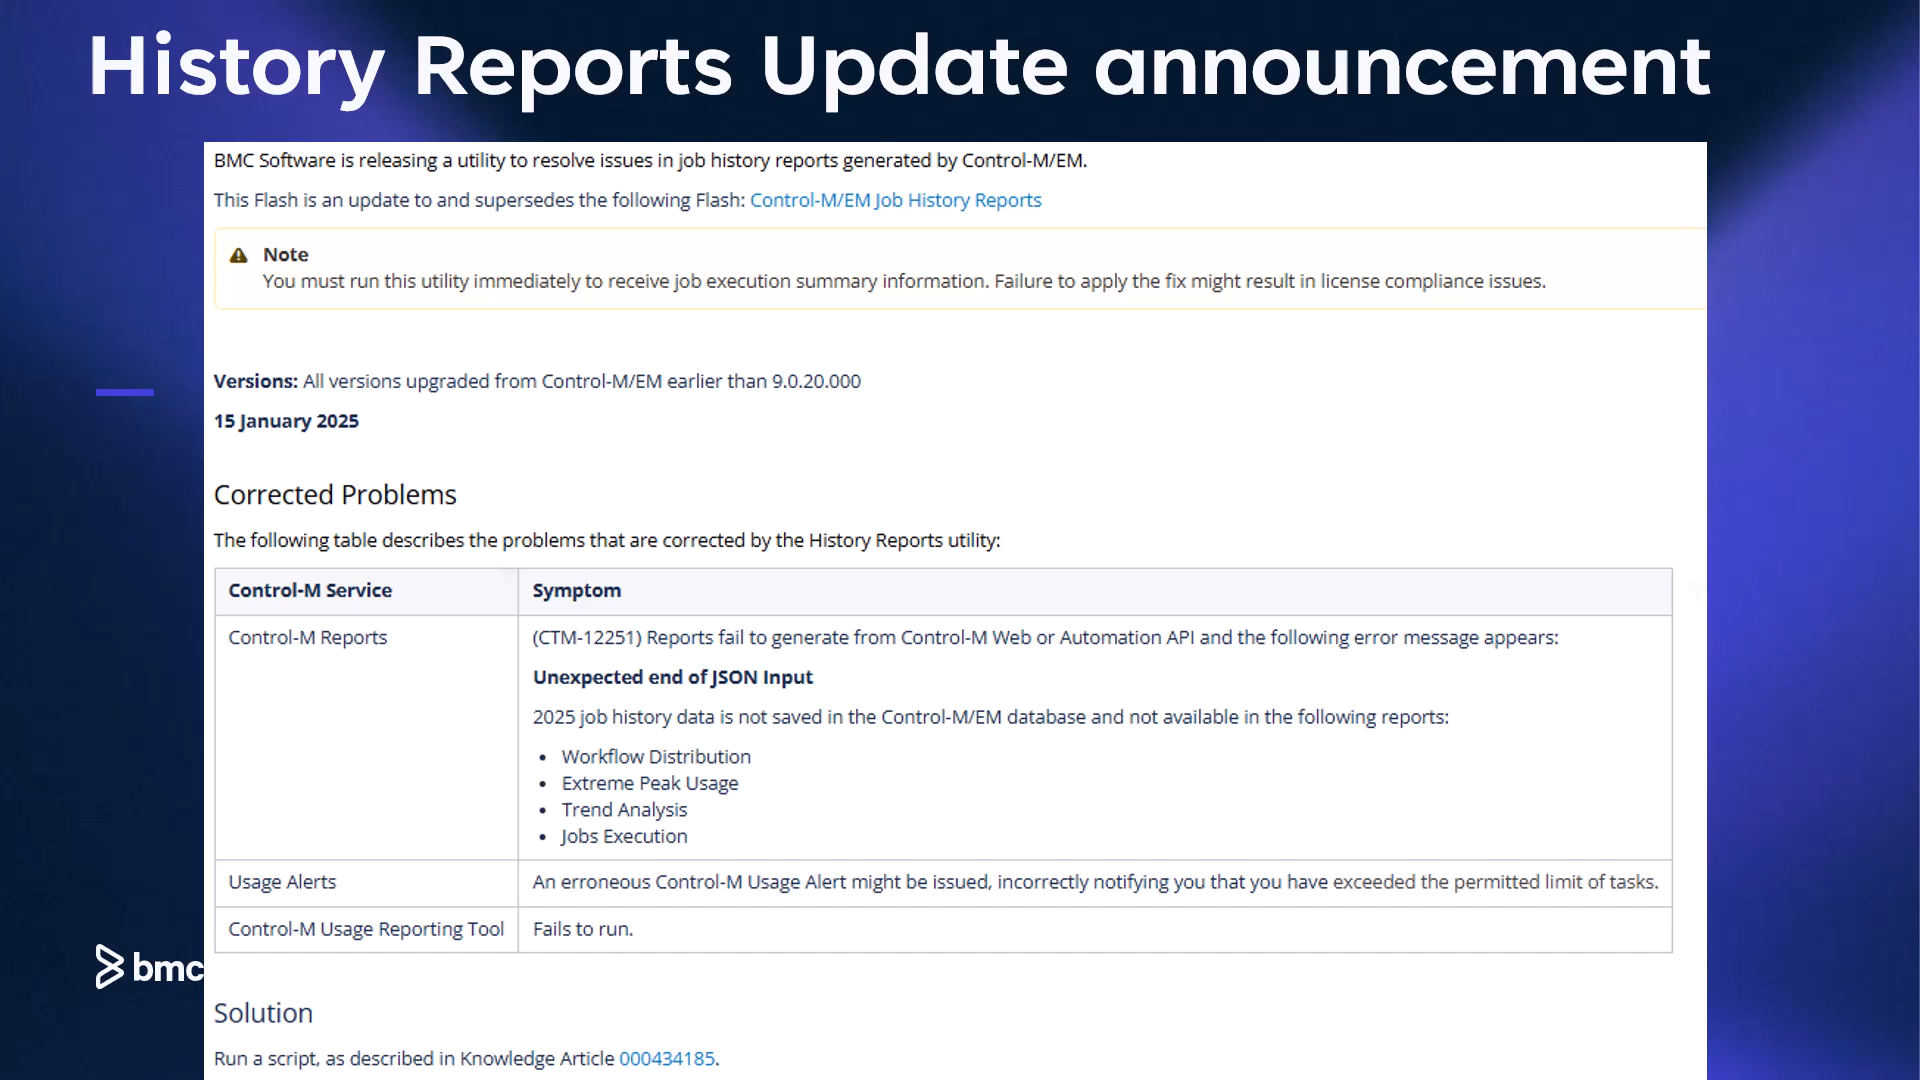 History Reports Update announcement
BMC Software is releasing a utility to resolve issues in job history reports generated by Control-M/EM.
This Flash is an update to and supersedes the following Flash: Control-M/EM Job History Reports
Note
You must run this utility immediately to receive job execution summary information. Failure to apply the fix might result in license compliance issues.
Versions: All versions upgraded from Control-M/EM earlier than 9.0.20.000
15 January 2025
Corrected Problems
The following table describes the problems that are corrected by the History Reports utility:
Control-M Service Symptom
Control-M Reports (CTM-12251) Reports fail to generate from Control-M Web or Automation API and the following error message appears:
Unexpected end of JSON Input
2025 job history data is not saved in the Control-M/EM database and not available in the following reports:
• Workflow Distribution
• Extreme Peak Usage
• Trend Analysis
• Jobs Execution
Usage Alerts An erroneous Control-M Usage Alert might be issued, incorrectly notifying you that you have exceeded the permitted limit of tasks.
Control-M Usage Reporting Tool Fails to run.
bmc
Solution
Run a script, as described in Knowledge Article 000434185.